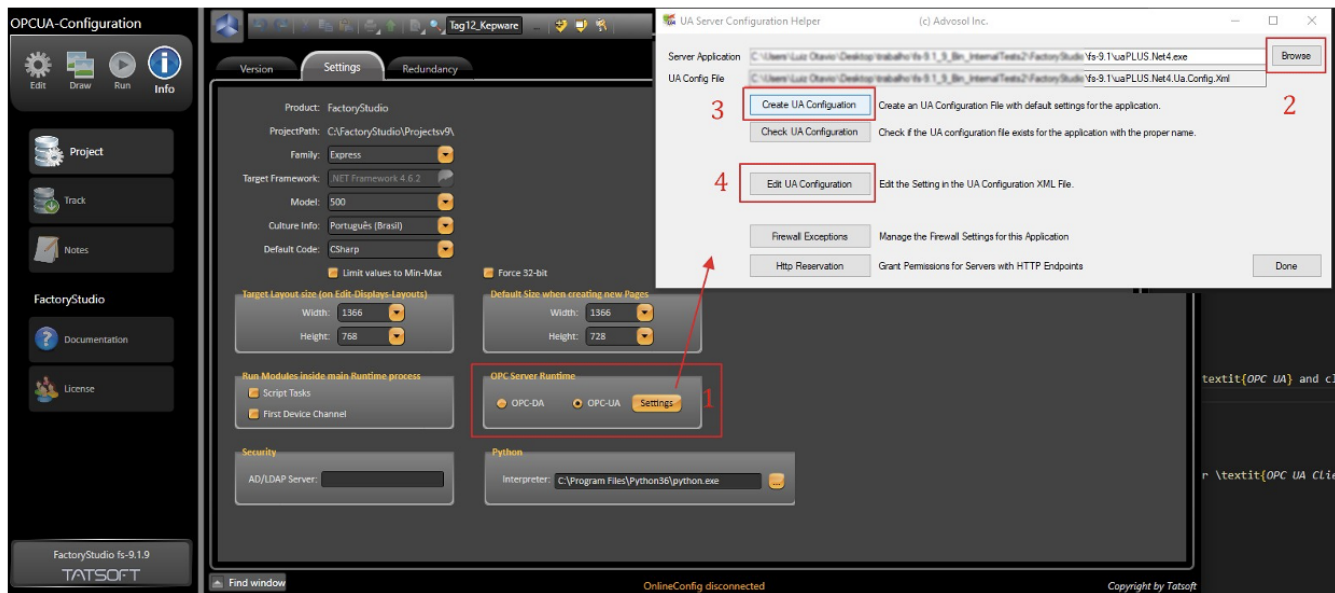 OPCUA-Configuration
Edit
Draw
Run
Info
Project
Track
Notes
FactoryStudio
Documentation
License
FactoryStudio fs-9.1.9
TATSOFT
Tag12_Kepware
Version
Settings
Redundancy
Product: FactoryStudio
ProjectPath: C:\FactoryStudio\Projectsv9\
Family: Express
Target Framework: .NET Framework 4.6.2
Model: 500
Culture Info: Português (Brasil)
Default Code: CSharp
Limit values to Min-Max
Force 32-bit
Target Layout size (on Edit-Displays-Layouts)
Width: 1366
Height: 768
Default Size when creating new Pages
Width: 1366
Height: 728
Run Modules inside main Runtime process
Script Tasks
First Device Channel
OPC Server Runtime
OPC-DA
OPC-UA
Settings
1
Security
AD/LDAP Server:
Python
Interpreter: C:\Program Files\Python36\python.exe
...
Find window
OnlineConfig disconnected
Copyright by Tatsoft
UA Server Configuration Helper
(c) Advosol Inc.
Server Application
\fs-9.1\uaPLUS.Net4.exe
Browse
2
UA Config File
\fs-9.1\uaPLUS.Net4.Ua.Config.Xml
3
Create UA Configuation
Create an UA Configuration File with default settings for the application.
Check UA Configuration
Check if the UA configuration file exists for the application with the proper name.
4
Edit UA Configuration
Edit the Setting in the UA Configuration XML File.
Firewall Exceptions
Manage the Firewall Settings for this Application
Http Reservation
Grant Permissions for Servers with HTTP Endpoints
Done
textit{OPC UA} and cl
r \textit{OPC UA Clie